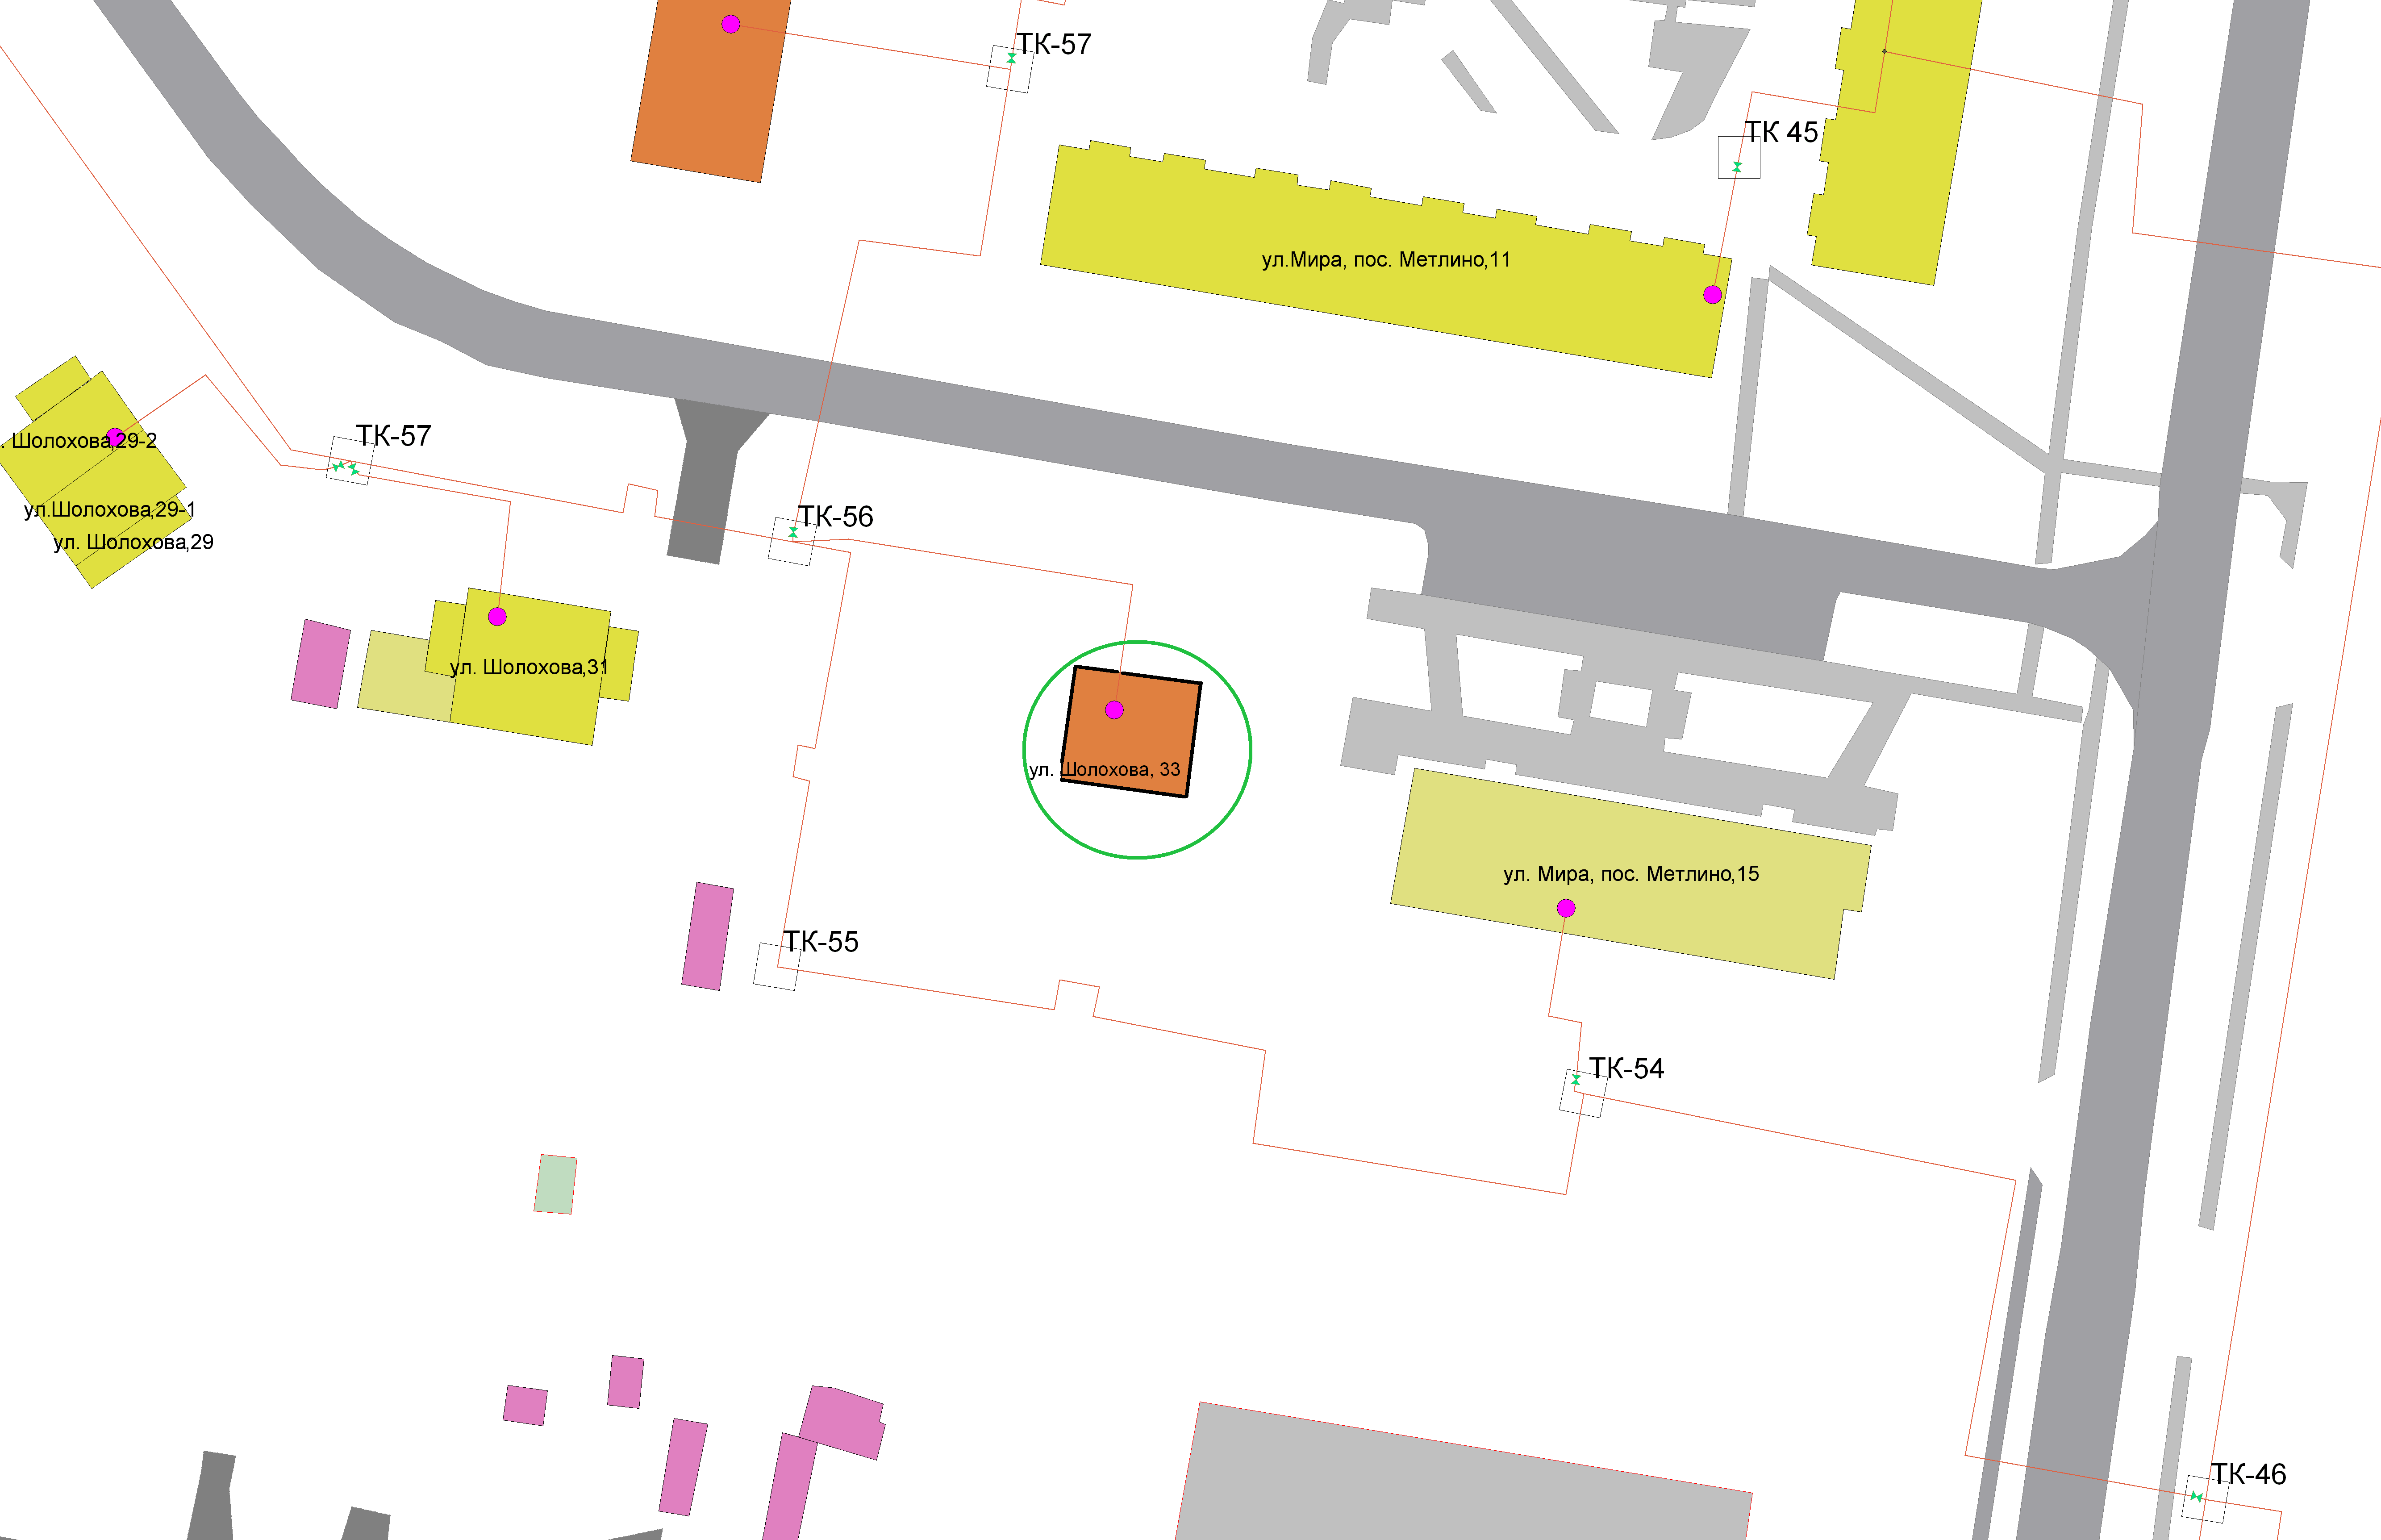 ТК-57
ТК 45
ул.Мира, пос. Метлино,11
ТК-57
. Шолохова,29-2
ул.Шолохова,29-1
ул. Шолохова,29
ТК-56
ул. Шолохова,31
ул. Шолохова, 33
ул. Мира, пос. Метлино,15
ТК-55
ТК-54
ТК-46